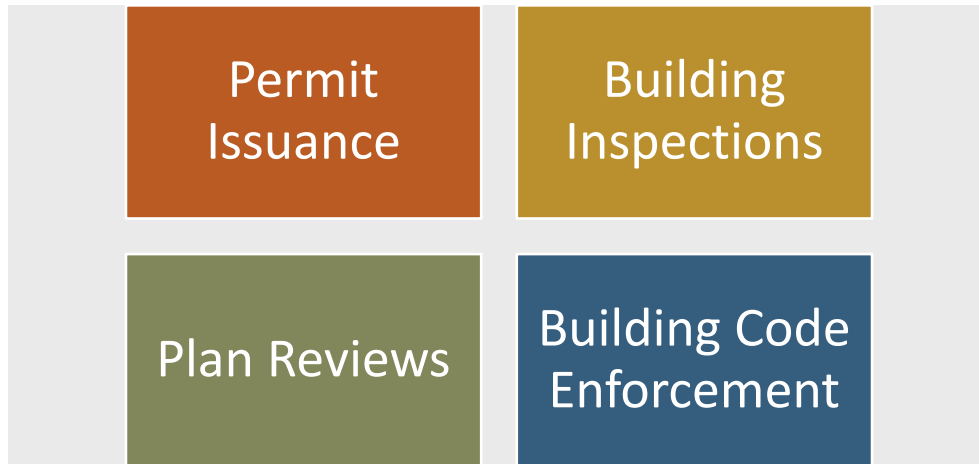 Permit
Issuance
Building
Inspections
Plan Reviews
Building Code
Enforcement